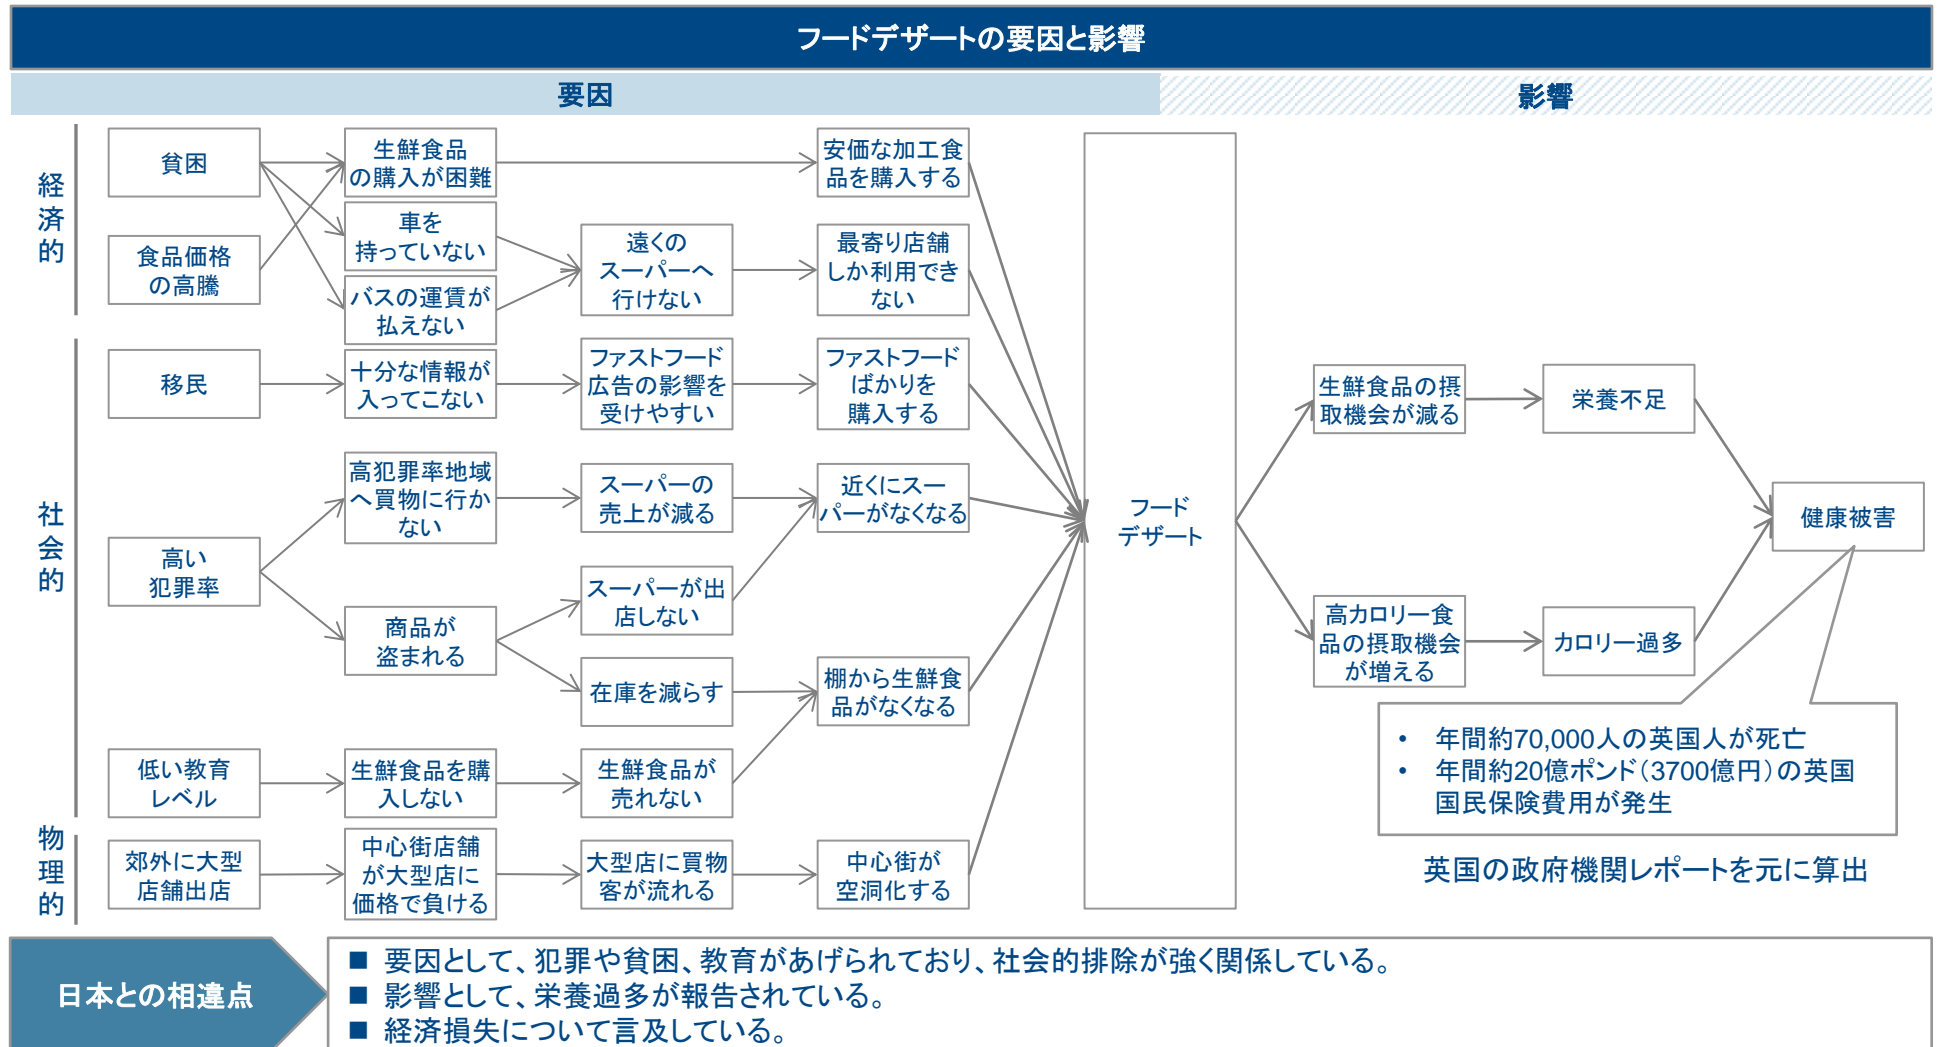 フードデザートの要因と影響
要因
影響
経済的
貧困
生鮮食品
の購入が困難
安価な加工食
品を購入する
車を
持っていない
食品価格
の高騰
バスの運賃が
払えない
遠くの
スーパーへ
行けない
最寄り店舗
しか利用でき
ない
社会的
移民
十分な情報が
入ってこない
ファストフード
広告の影響を
受けやすい
ファストフード
ばかりを
購入する
高い
犯罪率
高犯罪率地域
へ買物に行か
ない
スーパーの
売上が減る
近くにスー
パーがなくなる
商品が
盗まれる
スーパーが出
店しない
在庫を減らす
棚から生鮮食
品がなくなる
低い教育
レベル
生鮮食品を購
入しない
生鮮食品が
売れない
物理的
郊外に大型
店舗出店
中心街店舗
が大型店に
価格で負ける
大型店に買物
客が流れる
中心街が
空洞化する
フード
デザート
生鮮食品の摂
取機会が減る
栄養不足
高カロリー食
品の摂取機会
が増える
カロリー過多
健康被害
• 年間約70,000人の英国人が死亡
• 年間約20億ポンド（3700億円）の英国
国民保険費用が発生
英国の政府機関レポートを元に算出
日本との相違点
■ 要因として、犯罪や貧困、教育があげられており、社会的排除が強く関係している。
■ 影響として、栄養過多が報告されている。
■ 経済損失について言及している。